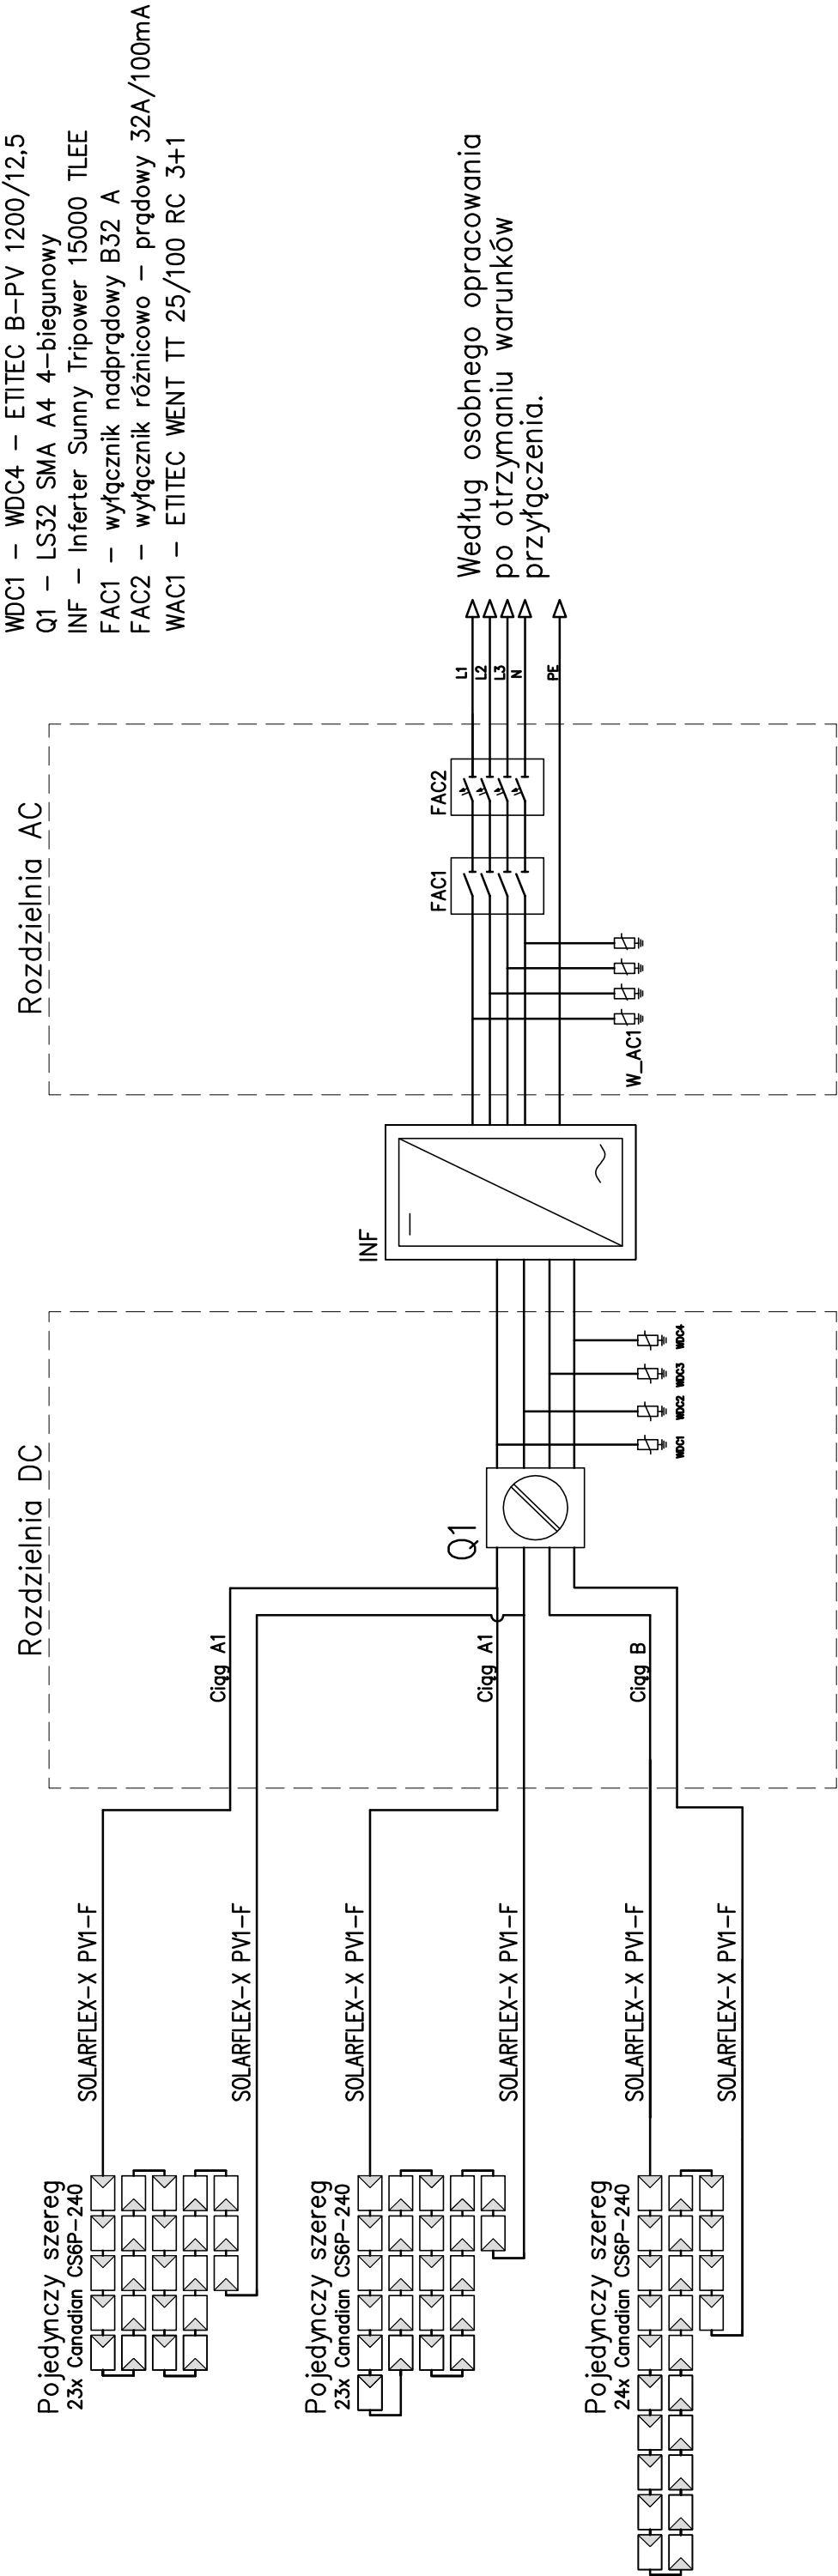 WDC1 – WDC4 – ETITEC B–PV 1200/12,5
Q1 – LS32 SMA A4 4–biegunowy
INF – Inferter Sunny Tripower 15000 TLEE
FAC1 – wyłącznik nadprądowy B32 A
FAC2 – wyłącznik różnicowo – prądowy 32A/100mA
WAC1 – ETITEC WENT TT 25/100 RC 3+1
Pojedynczy szereg
23x Canadian CS6P–240
SOLARFLEX–X PV1–F
SOLARFLEX–X PV1–F
Pojedynczy szereg
23x Canadian CS6P–240
SOLARFLEX–X PV1–F
SOLARFLEX–X PV1–F
Pojedynczy szereg
24x Canadian CS6P–240
SOLARFLEX–X PV1–F
SOLARFLEX–X PV1–F
Rozdzielnia DC
Ciąg A1
Ciąg A1
Ciąg B
Q1
WDC1
WDC2
WDC3
WDC4
INF
Rozdzielnia AC
W_AC1
FAC1
FAC2
L1
L2
L3
N
PE
Według osobnego opracowania
po otrzymaniu warunków
przyłączenia.